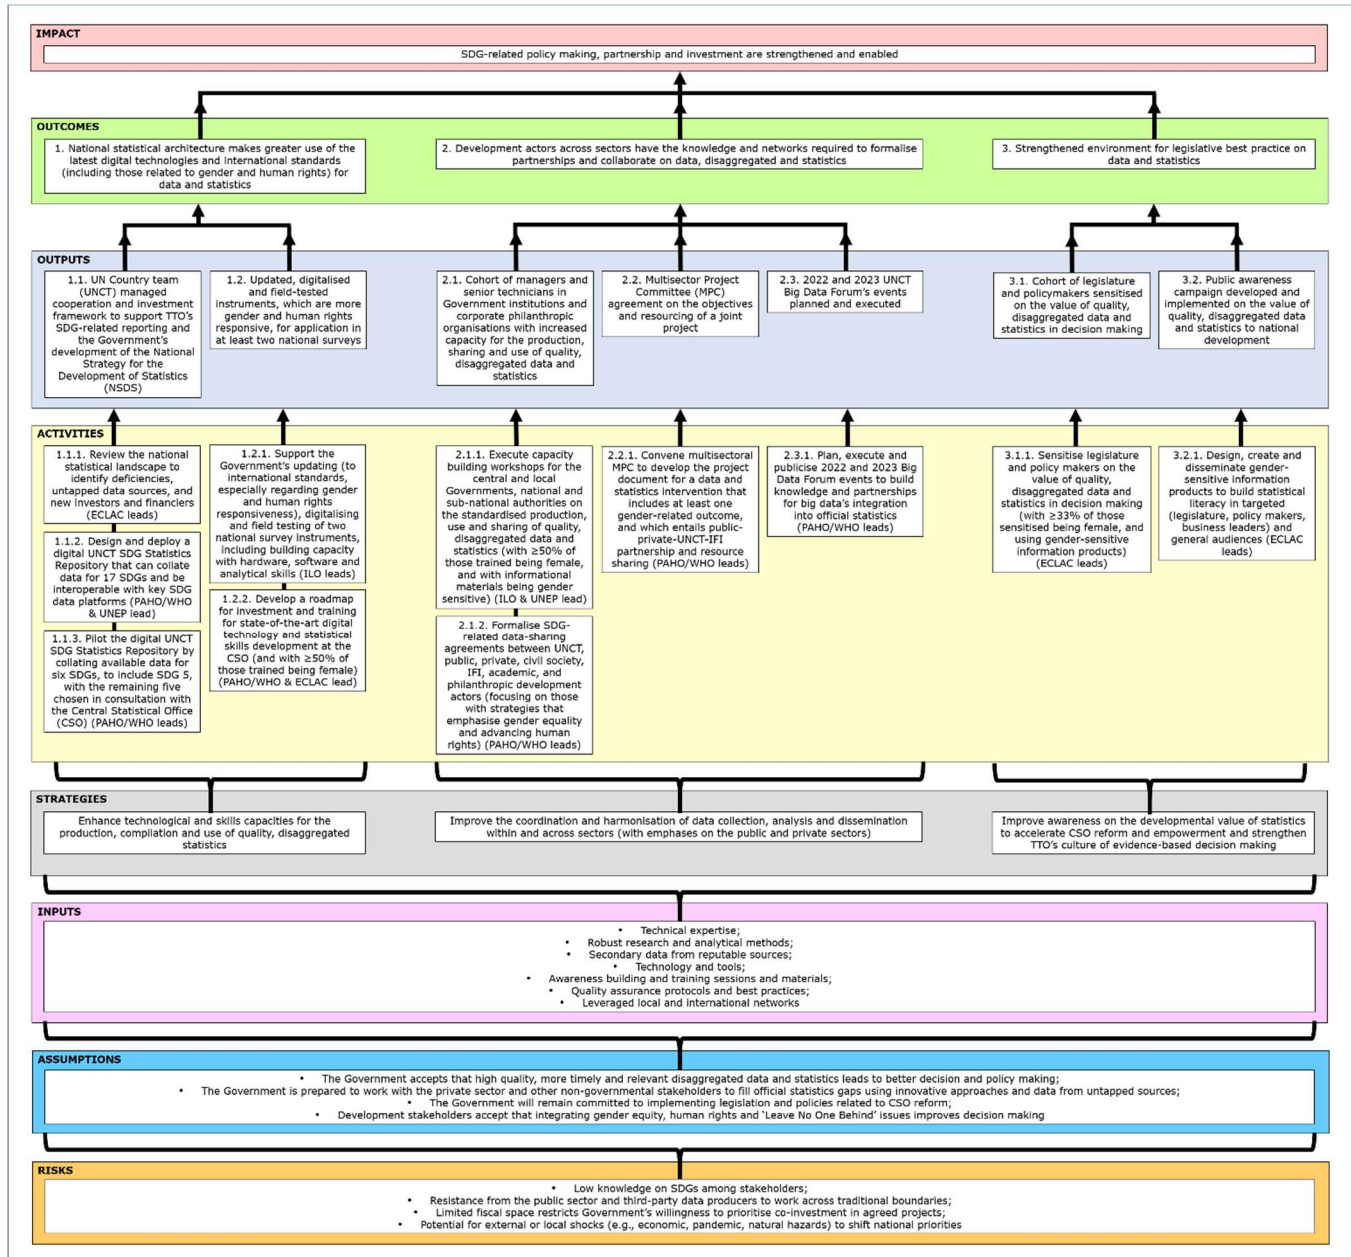 IMPACT
SDG-related policy making, partnership and investment are strengthened and enabled
OUTCOMES
1. National statistical architecture makes greater use of the
latest digital technologies and international standards
(including those related to gender and human rights) for
data and statistics
2. Development actors across sectors have the knowledge and networks required to formalise
partnerships and collaborate on data, disaggregated and statistics
3. Strengthened environment for legislative best practice on
data and statistics
OUTPUTS
1.1. UN Country team
(UNCT) managed
cooperation and investment
framework to support TTO's
SDG-related reporting and
the Government's
development of the National
Strategy for the
Development of Statistics
(NSDS)
1.2. Updated, digitalised
and field-tested
instruments, which are more
gender and human rights
responsive, for application in
at least two national surveys
2.1. Cohort of managers and
senior technicians in
Government institutions and
corporate philanthropic
organisations with increased
capacity for the production,
sharing and use of quality,
disaggregated data and
statistics
2.2. Multisector Project
Committee (MPC)
agreement on the objectives
and resourcing of a joint
project
2.3. 2022 and 2023 UNCT
Big Data Forum's events
planned and executed
3.1. Cohort of legislature
and policymakers sensitised
on the value of quality,
disaggregated data and
statistics in decision making
3.2. Public awareness
campaign developed and
implemented on the value of
quality, disaggregated data
and statistics to national
development
ACTIVITIES
1.1.1. Review the national
statistical landscape to
identify deficiencies,
untapped data sources, and
new investors and financiers
(ECLAC leads)
1.1.2. Design and deploy a
digital UNCT SDG Statistics
Repository that can collate
data for 17 SDGs and be
interoperable with key SDG
data platforms (PAHO/WHO
& UNEP lead)
1.1.3. Pilot the digital UNCT
SDG Statistics Repository by
collating available data for
six SDGs, to include SDG 5,
with the remaining five
chosen in consultation with
the Central Statistical Office
(CSO) (PAHO/WHO leads)
1.2.1. Support the
Government's updating (to
international standards,
especially regarding gender
and human rights
responsiveness), digitalising
and field testing of two
national survey instruments,
including building capacity
with hardware, software and
analytical skills (ILO leads)
1.2.2. Develop a roadmap
for investment and training
for state-of-the-art digital
technology and statistical
skills development at the
CSO (and with ≥50% of
those trained being female)
(PAHO/WHO & ECLAC lead)
2.1.1. Execute capacity
building workshops for the
central and local
Governments, national and
sub-national authorities on
the standardised production,
use and sharing of quality,
disaggregated data and
statistics (with ≥50% of
those trained being female,
and with informational
materials being gender
sensitive) (ILO & UNEP lead)
2.1.2. Formalise SDG-
related data-sharing
agreements between UNCT,
public, private, civil society,
IFI, academic, and
philanthropic development
actors (focusing on those
with strategies that
emphasise gender equality
and advancing human
rights) (PAHO/WHO leads)
2.2.1. Convene multisectoral
MPC to develop the project
document for a data and
statistics intervention that
includes at least one
gender-related outcome,
and which entails public-
private-UNCT-IFI
partnership and resource
sharing (PAHO/WHO leads)
2.3.1. Plan, execute and
publicise 2022 and 2023 Big
Data Forum events to build
knowledge and partnerships
for big data's integration
into official statistics
(PAHO/WHO leads)
3.1.1. Sensitise legislature
and policy makers on the
value of quality,
disaggregated data and
statistics in decision making
(with ≥33% of those
sensitised being female, and
using gender-sensitive
information products)
(ECLAC leads)
3.2.1. Design, create and
disseminate gender-
sensitive information
products to build statistical
literacy in targeted
(legislature, policy makers,
business leaders) and
general audiences (ECLAC
leads)
STRATEGIES
Enhance technological and skills capacities for the
production, compilation and use of quality, disaggregated
statistics
Improve the coordination and harmonisation of data collection, analysis and dissemination
within and across sectors (with emphases on the public and private sectors)
Improve awareness on the developmental value of statistics
to accelerate CSO reform and empowerment and strengthen
TTO's culture of evidence-based decision making
INPUTS
• Technical expertise;
• Robust research and analytical methods;
• Secondary data from reputable sources;
• Technology and tools;
• Awareness building and training sessions and materials;
• Quality assurance protocols and best practices;
• Leveraged local and international networks
ASSUMPTIONS
• The Government accepts that high quality, more timely and relevant disaggregated data and statistics leads to better decision and policy making;
• The Government is prepared to work with the private sector and other non-governmental stakeholders to fill official statistics gaps using innovative approaches and data from untapped sources;
• The Government will remain committed to implementing legislation and policies related to CSO reform;
• Development stakeholders accept that integrating gender equity, human rights and 'Leave No One Behind' issues improves decision making
RISKS
• Low knowledge on SDGs among stakeholders;
• Resistance from the public sector and third-party data producers to work across traditional boundaries;
• Limited fiscal space restricts Government's willingness to prioritise co-investment in agreed projects;
• Potential for external or local shocks (e.g., economic, pandemic, natural hazards) to shift national priorities